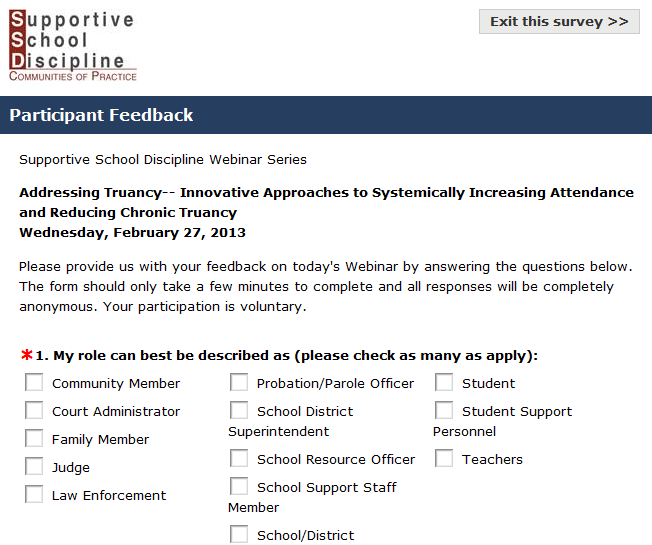 Supportive
School
Discipline
COMMUNITIES OF PRACTICE
Exit this survey >>
Participant Feedback
Supportive School Discipline Webinar Series
Addressing Truancy-- Innovative Approaches to Systemically Increasing Attendance
and Reducing Chronic Truancy
Wednesday, February 27, 2013
Please provide us with your feedback on today's Webinar by answering the questions below.
The form should only take a few minutes to complete and all responses will be completely
anonymous. Your participation is voluntary.
*1. My role can best be described as (please check as many as apply):
Community Member
Court Administrator
Family Member
Judge
Law Enforcement
Probation/Parole Officer
School District
Superintendent
School Resource Officer
School Support Staff
Member
School/District
Student
Student Support
Personnel
Teachers